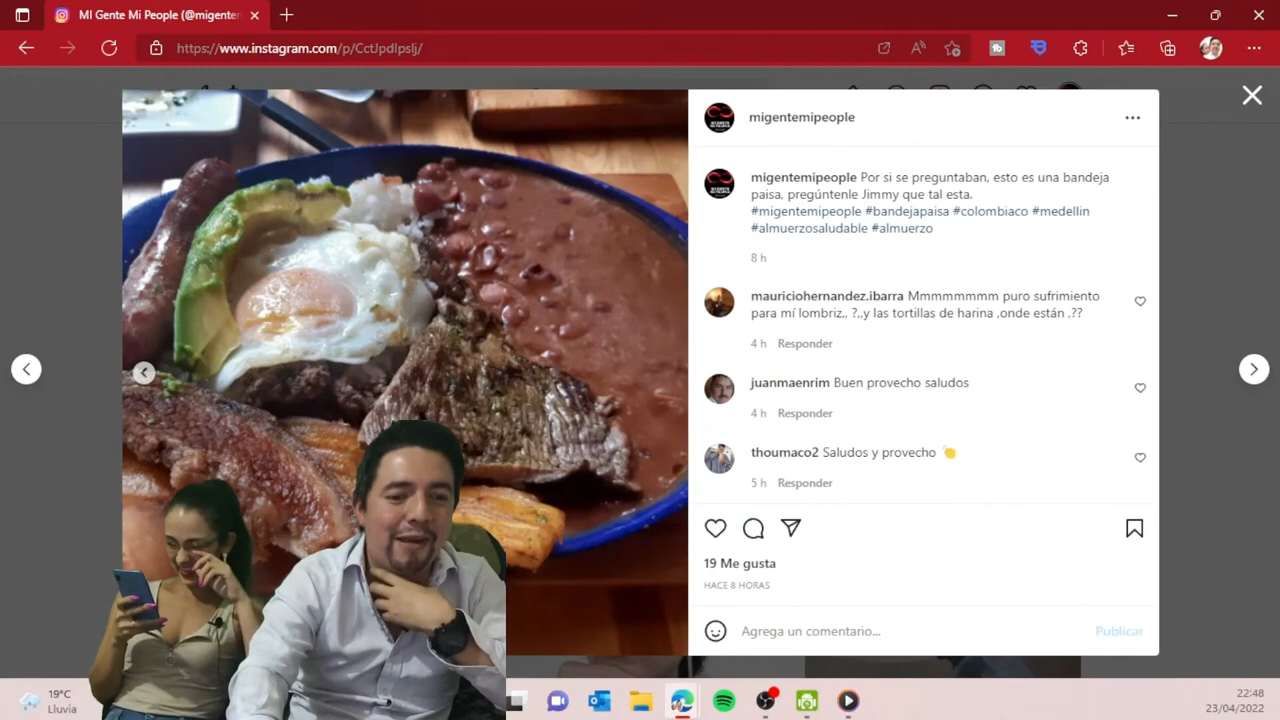 MI Gente Mi People (@migente
https://www.instagram.com/p/CctJpdIpslj/
migentemipeople
migentemipeople Por si se preguntaban, esto es una bandeja
paisa, pregúntenle Jimmy que tal esta.
#migentemipeople #bandejapaisa #colombiaco #medellin
#almuerzosaludable #almuerzo
8 h
mauriciohernandez.ibarra Mmmmmmmm puro sufrimiento
para mí lombriz,, ?,,y las tortillas de harina ,onde están .??
4 h Responder
juanmaenrim Buen provecho saludos
4 h Responder
thoumaco2 Saludos y provecho 👏
5 h Responder
19 Me gusta
HACE 8 HORAS
Agrega un comentario...
Publicar
19°C
Lluvia
22:48
23/04/2022